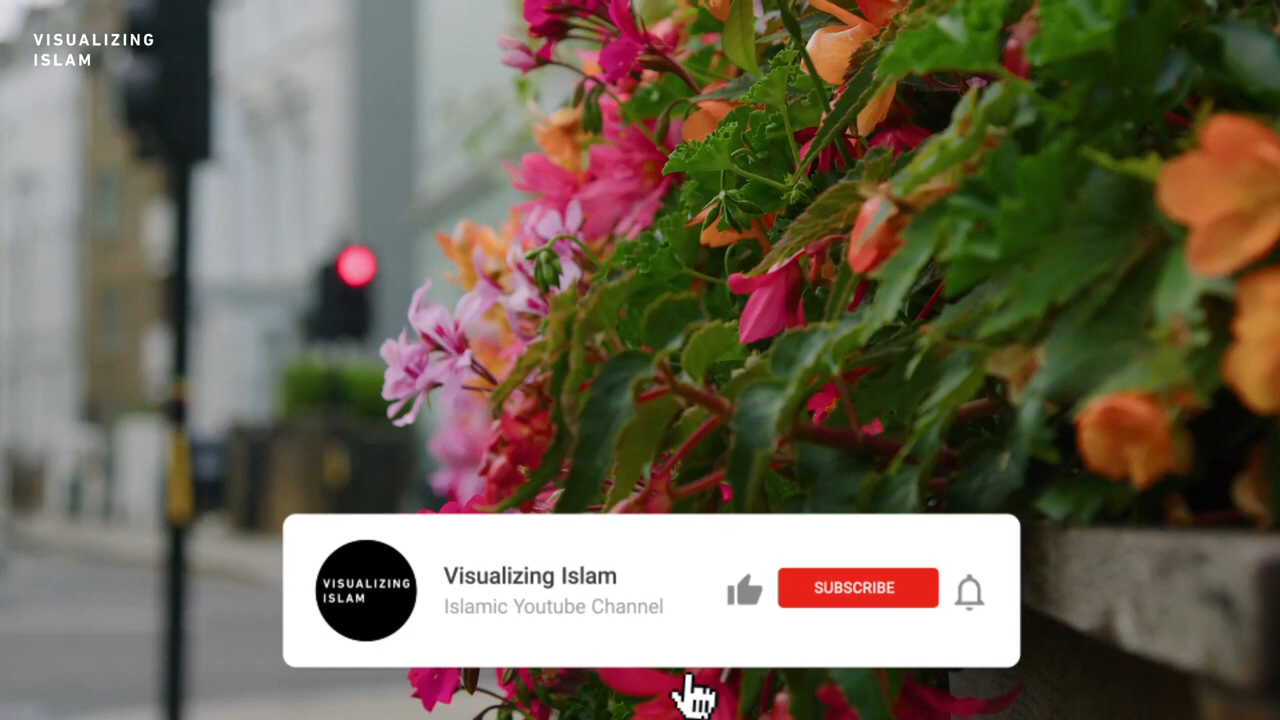 VISUALIZING
ISLAM
VISUALIZING
ISLAM
Visualizing Islam
Islamic Youtube Channel
SUBSCRIBE